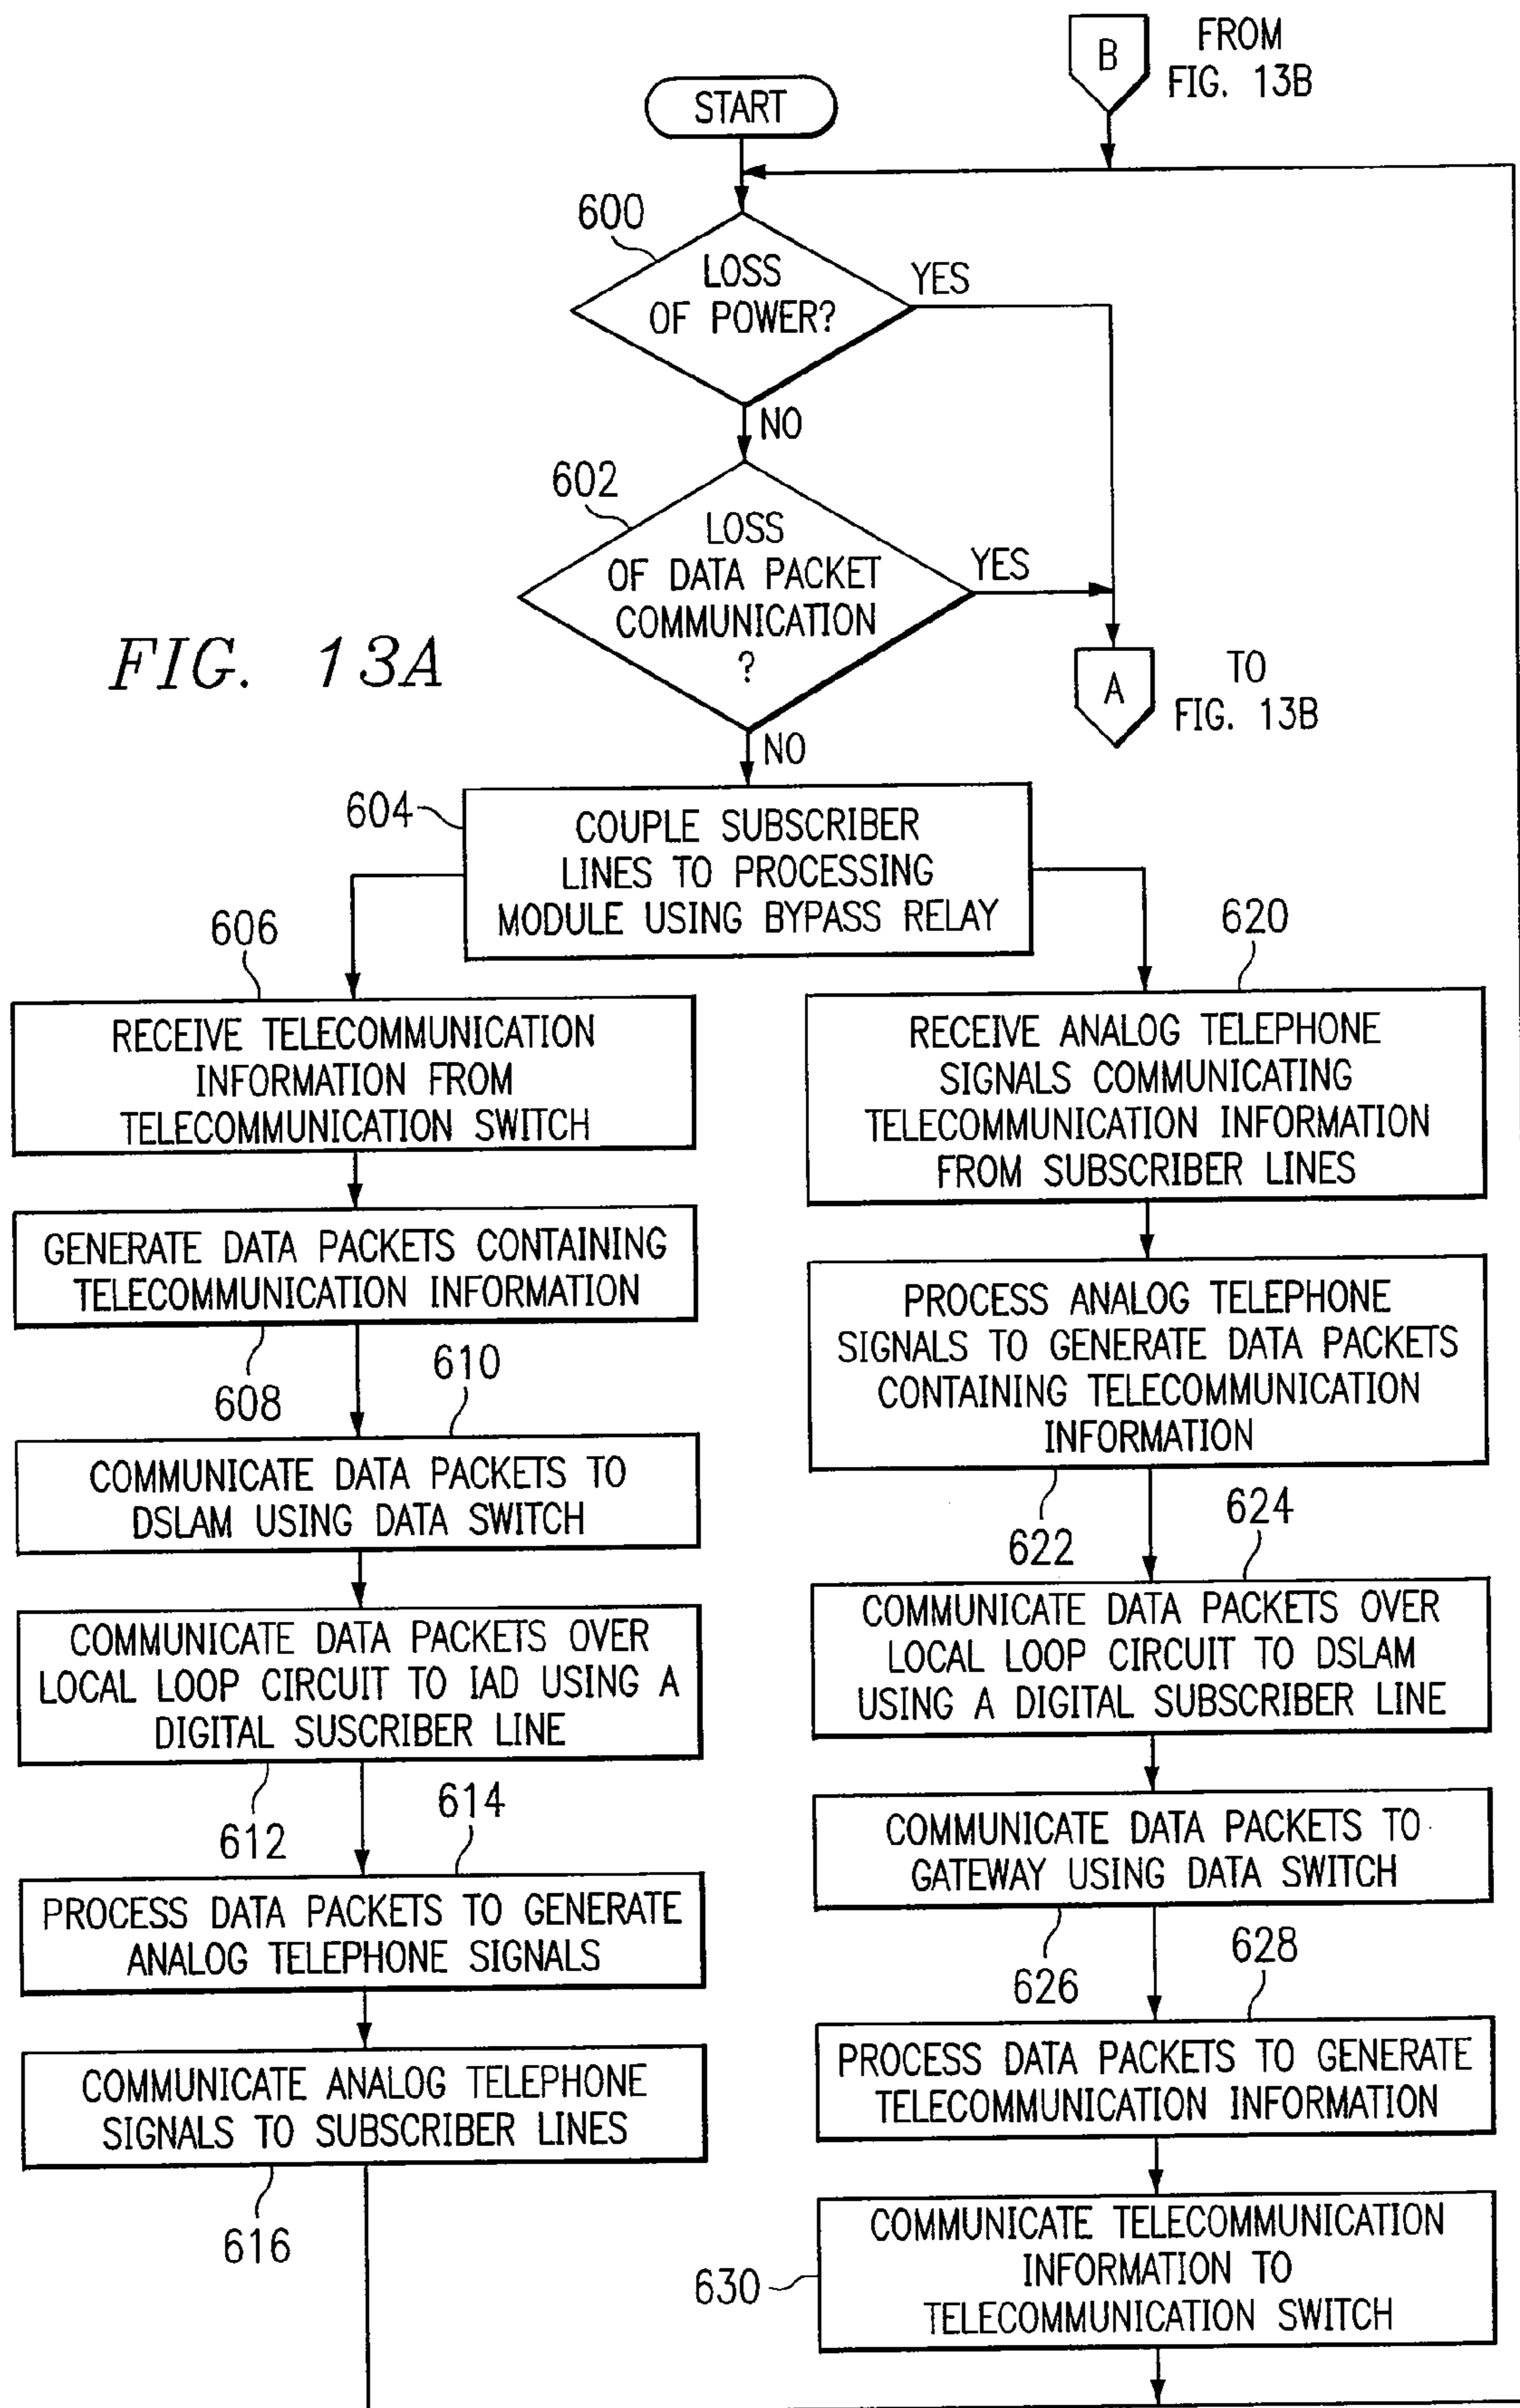 B
FROM
FIG. 13B
START
600
LOSS
OF POWER?
YES
NO
602
LOSS
OF DATA PACKET
COMMUNICATION
?
YES
FIG. 13A
A
TO
FIG. 13B
NO
604
COUPLE SUBSCRIBER
LINES TO PROCESSING
MODULE USING BYPASS RELAY
606
RECEIVE TELECOMMUNICATION
INFORMATION FROM
TELECOMMUNICATION SWITCH
GENERATE DATA PACKETS CONTAINING
TELECOMMUNICATION INFORMATION
608
610
COMMUNICATE DATA PACKETS TO
DSLAM USING DATA SWITCH
COMMUNICATE DATA PACKETS OVER
LOCAL LOOP CIRCUIT TO IAD USING A
DIGITAL SUSCRIBER LINE
612
614
PROCESS DATA PACKETS TO GENERATE
ANALOG TELEPHONE SIGNALS
COMMUNICATE ANALOG TELEPHONE
SIGNALS TO SUBSCRIBER LINES
616
620
RECEIVE ANALOG TELEPHONE
SIGNALS COMMUNICATING
TELECOMMUNICATION INFORMATION
FROM SUBSCRIBER LINES
PROCESS ANALOG TELEPHONE
SIGNALS TO GENERATE DATA PACKETS
CONTAINING TELECOMMUNICATION
INFORMATION
622
624
COMMUNICATE DATA PACKETS OVER
LOCAL LOOP CIRCUIT TO DSLAM
USING A DIGITAL SUBSCRIBER LINE
COMMUNICATE DATA PACKETS TO
GATEWAY USING DATA SWITCH
626
628
PROCESS DATA PACKETS TO GENERATE
TELECOMMUNICATION INFORMATION
630
COMMUNICATE TELECOMMUNICATION
INFORMATION TO
TELECOMMUNICATION SWITCH